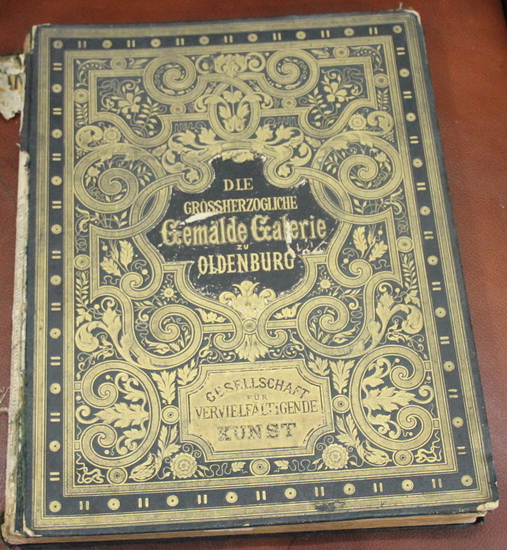 DIE
GROSSHERZOGLICHE
Gemälde Galerie
ZU
OLDENBURG
GESELLSCHAFT
FÜR
VERVIELFÄLTIGENDE
KUNST